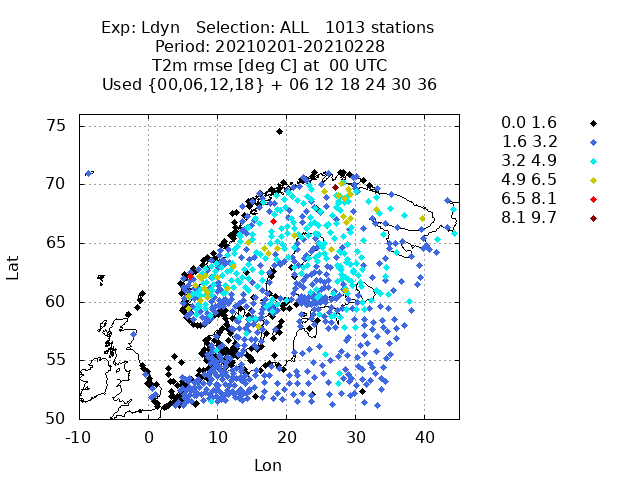 Exp: Ldyn   Selection: ALL   1013 stations
Period: 20210201-20210228
T2m rmse [deg C] at  00 UTC
Used {00,06,12,18} + 06 12 18 24 30 36
75
70
65
60
55
50
Lat
-10 0 10 20 30 40
Lon
0.0 1.6
1.6 3.2
3.2 4.9
4.9 6.5
6.5 8.1
8.1 9.7